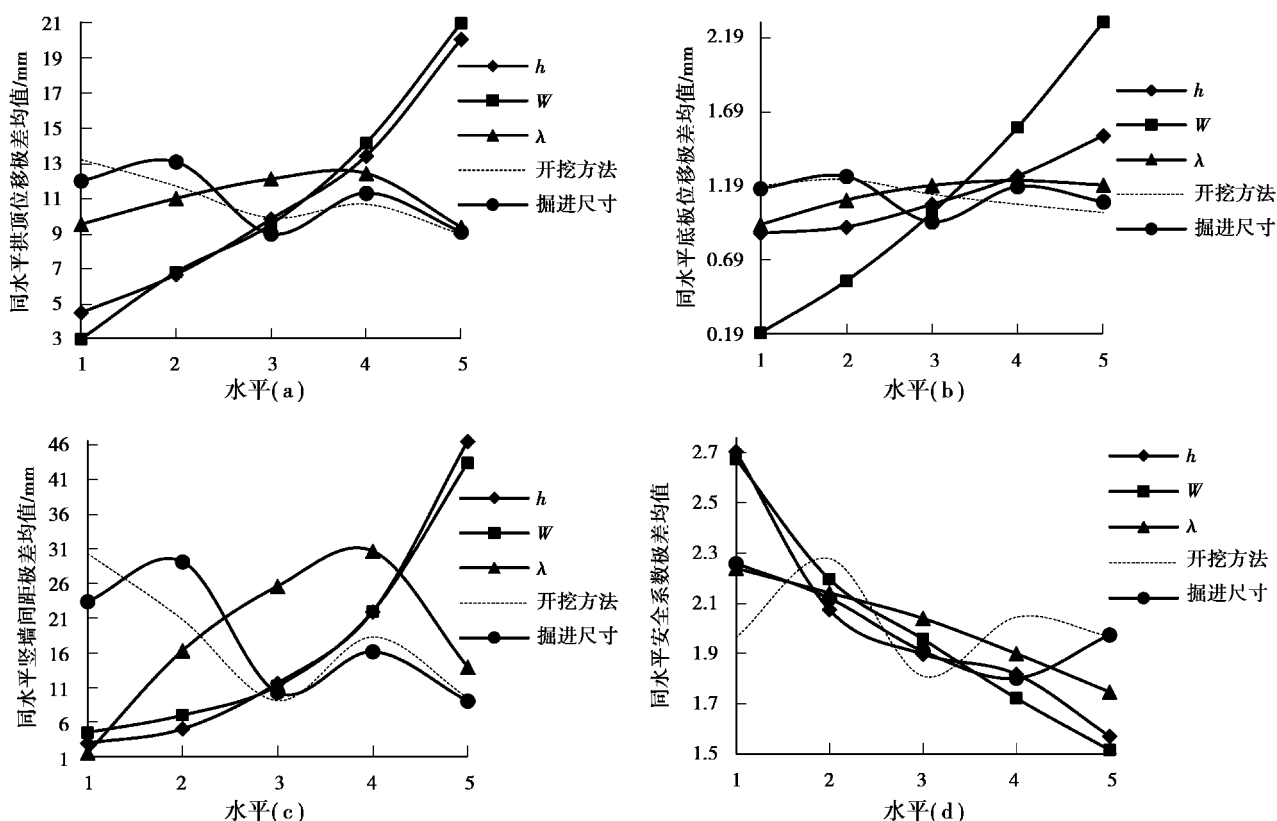 同水平拱顶位移极差均值/mm
21
19
17
15
13
11
9
7
5
3
1 2 3 4 5
水平(a)
h
W
λ
开挖方法
掘进尺寸
同水平底板位移极差均值/mm
2.19
1.69
1.19
0.69
0.19
1 2 3 4 5
水平(b)
h
W
λ
开挖方法
掘进尺寸
同水平竖墙间距极差均值/mm
46
41
36
31
26
21
16
11
6
1
1 2 3 4 5
水平(c)
h
W
λ
开挖方法
掘进尺寸
同水平安全系数极差均值
2.7
2.5
2.3
2.1
1.9
1.7
1.5
1 2 3 4 5
水平(d)
h
W
λ
开挖方法
掘进尺寸